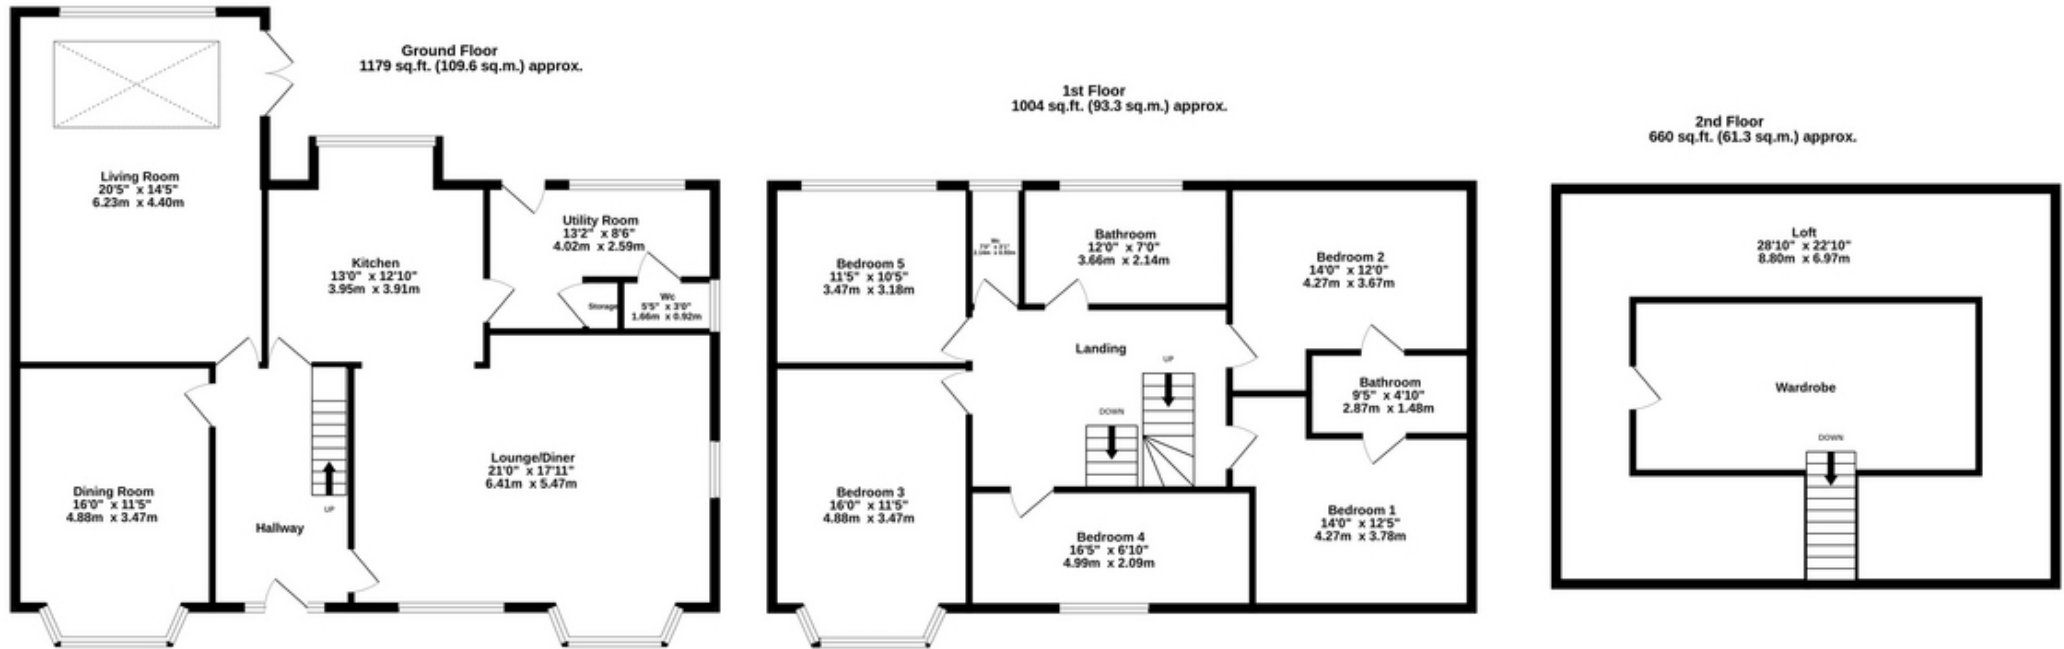 Ground Floor
1179 sq.ft. (109.6 sq.m.) approx.
Living Room
20'5" x 14'5"
6.23m x 4.40m
Kitchen
13'0" x 12'10"
3.95m x 3.91m
Utility Room
13'2" x 8'6"
4.02m x 2.59m
Storage
Wc
5'5" x 3'0"
1.66m x 0.92m
Dining Room
16'0" x 11'5"
4.88m x 3.47m
Hallway
UP
Lounge/Diner
21'0" x 17'11"
6.41m x 5.47m
1st Floor
1004 sq.ft. (93.3 sq.m.) approx.
Bedroom 5
11'5" x 10'5"
3.47m x 3.18m
Wc
Bathroom
12'0" x 7'0"
3.66m x 2.14m
Bedroom 2
14'0" x 12'0"
4.27m x 3.67m
Landing
UP
DOWN
Bathroom
9'5" x 4'10"
2.87m x 1.48m
Bedroom 3
16'0" x 11'5"
4.88m x 3.47m
Bedroom 4
16'5" x 6'10"
4.99m x 2.09m
Bedroom 1
14'0" x 12'5"
4.27m x 3.78m
2nd Floor
660 sq.ft. (61.3 sq.m.) approx.
Loft
28'10" x 22'10"
8.80m x 6.97m
Wardrobe
DOWN